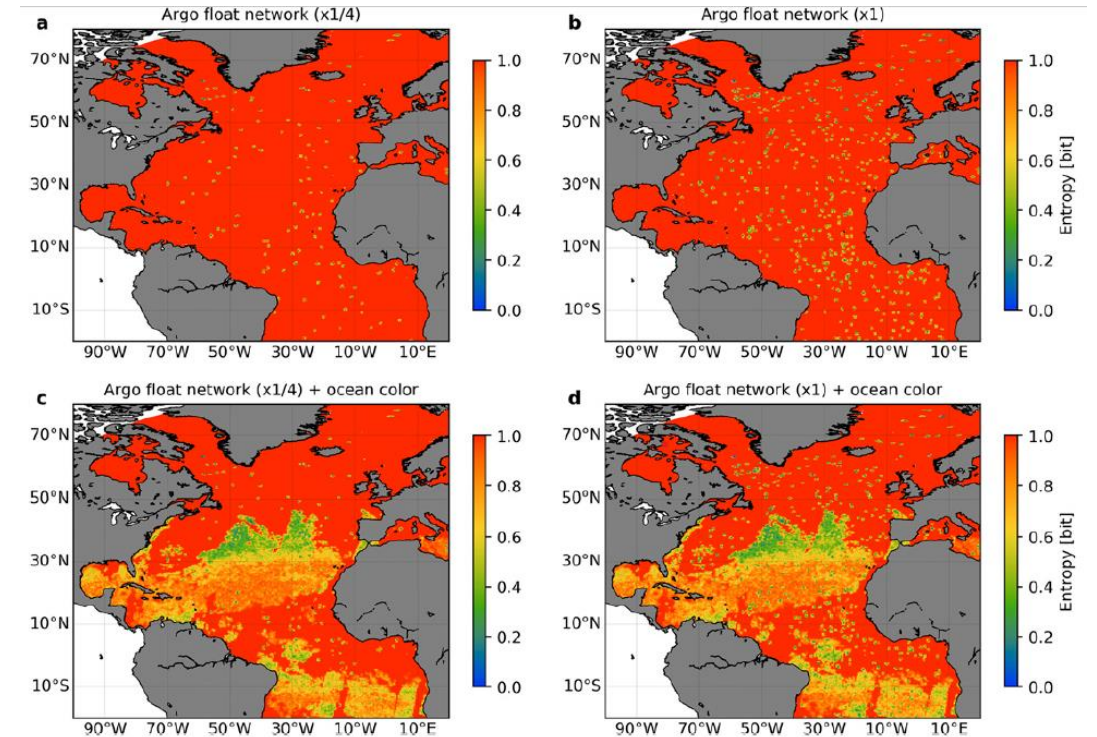 a Argo float network (x1/4)
70°N
50°N
30°N
10°N
10°S
90°W 70°W 50°W 30°W 10°W 10°E
1.0
0.8
0.6
0.4
0.2
0.0
b Argo float network (x1)
70°N
50°N
30°N
10°N
10°S
90°W 70°W 50°W 30°W 10°W 10°E
1.0
0.8
0.6
0.4
0.2
0.0
Entropy [bit]
c Argo float network (x1/4) + ocean color
70°N
50°N
30°N
10°N
10°S
90°W 70°W 50°W 30°W 10°W 10°E
1.0
0.8
0.6
0.4
0.2
0.0
d Argo float network (x1) + ocean color
70°N
50°N
30°N
10°N
10°S
90°W 70°W 50°W 30°W 10°W 10°E
1.0
0.8
0.6
0.4
0.2
0.0
Entropy [bit]